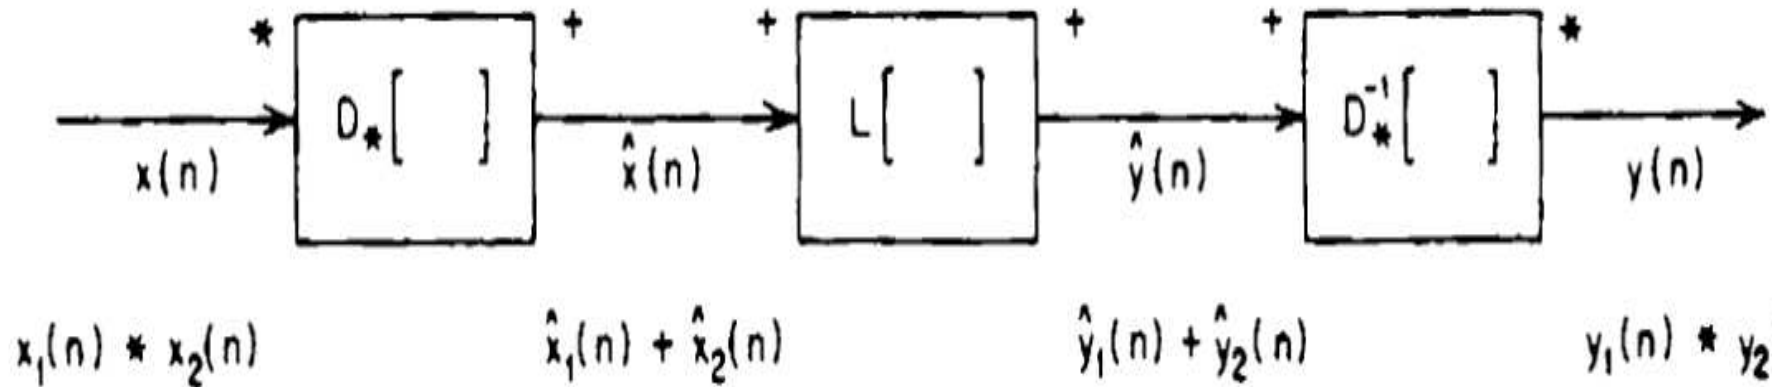 * + + + + *
D*[ ] L[ ] D*⁻¹[ ]
x(n) x̂(n) ŷ(n) y(n)
x₁(n) * x₂(n) x̂₁(n) + x̂₂(n) ŷ₁(n) + ŷ₂(n) y₁(n) * y₂